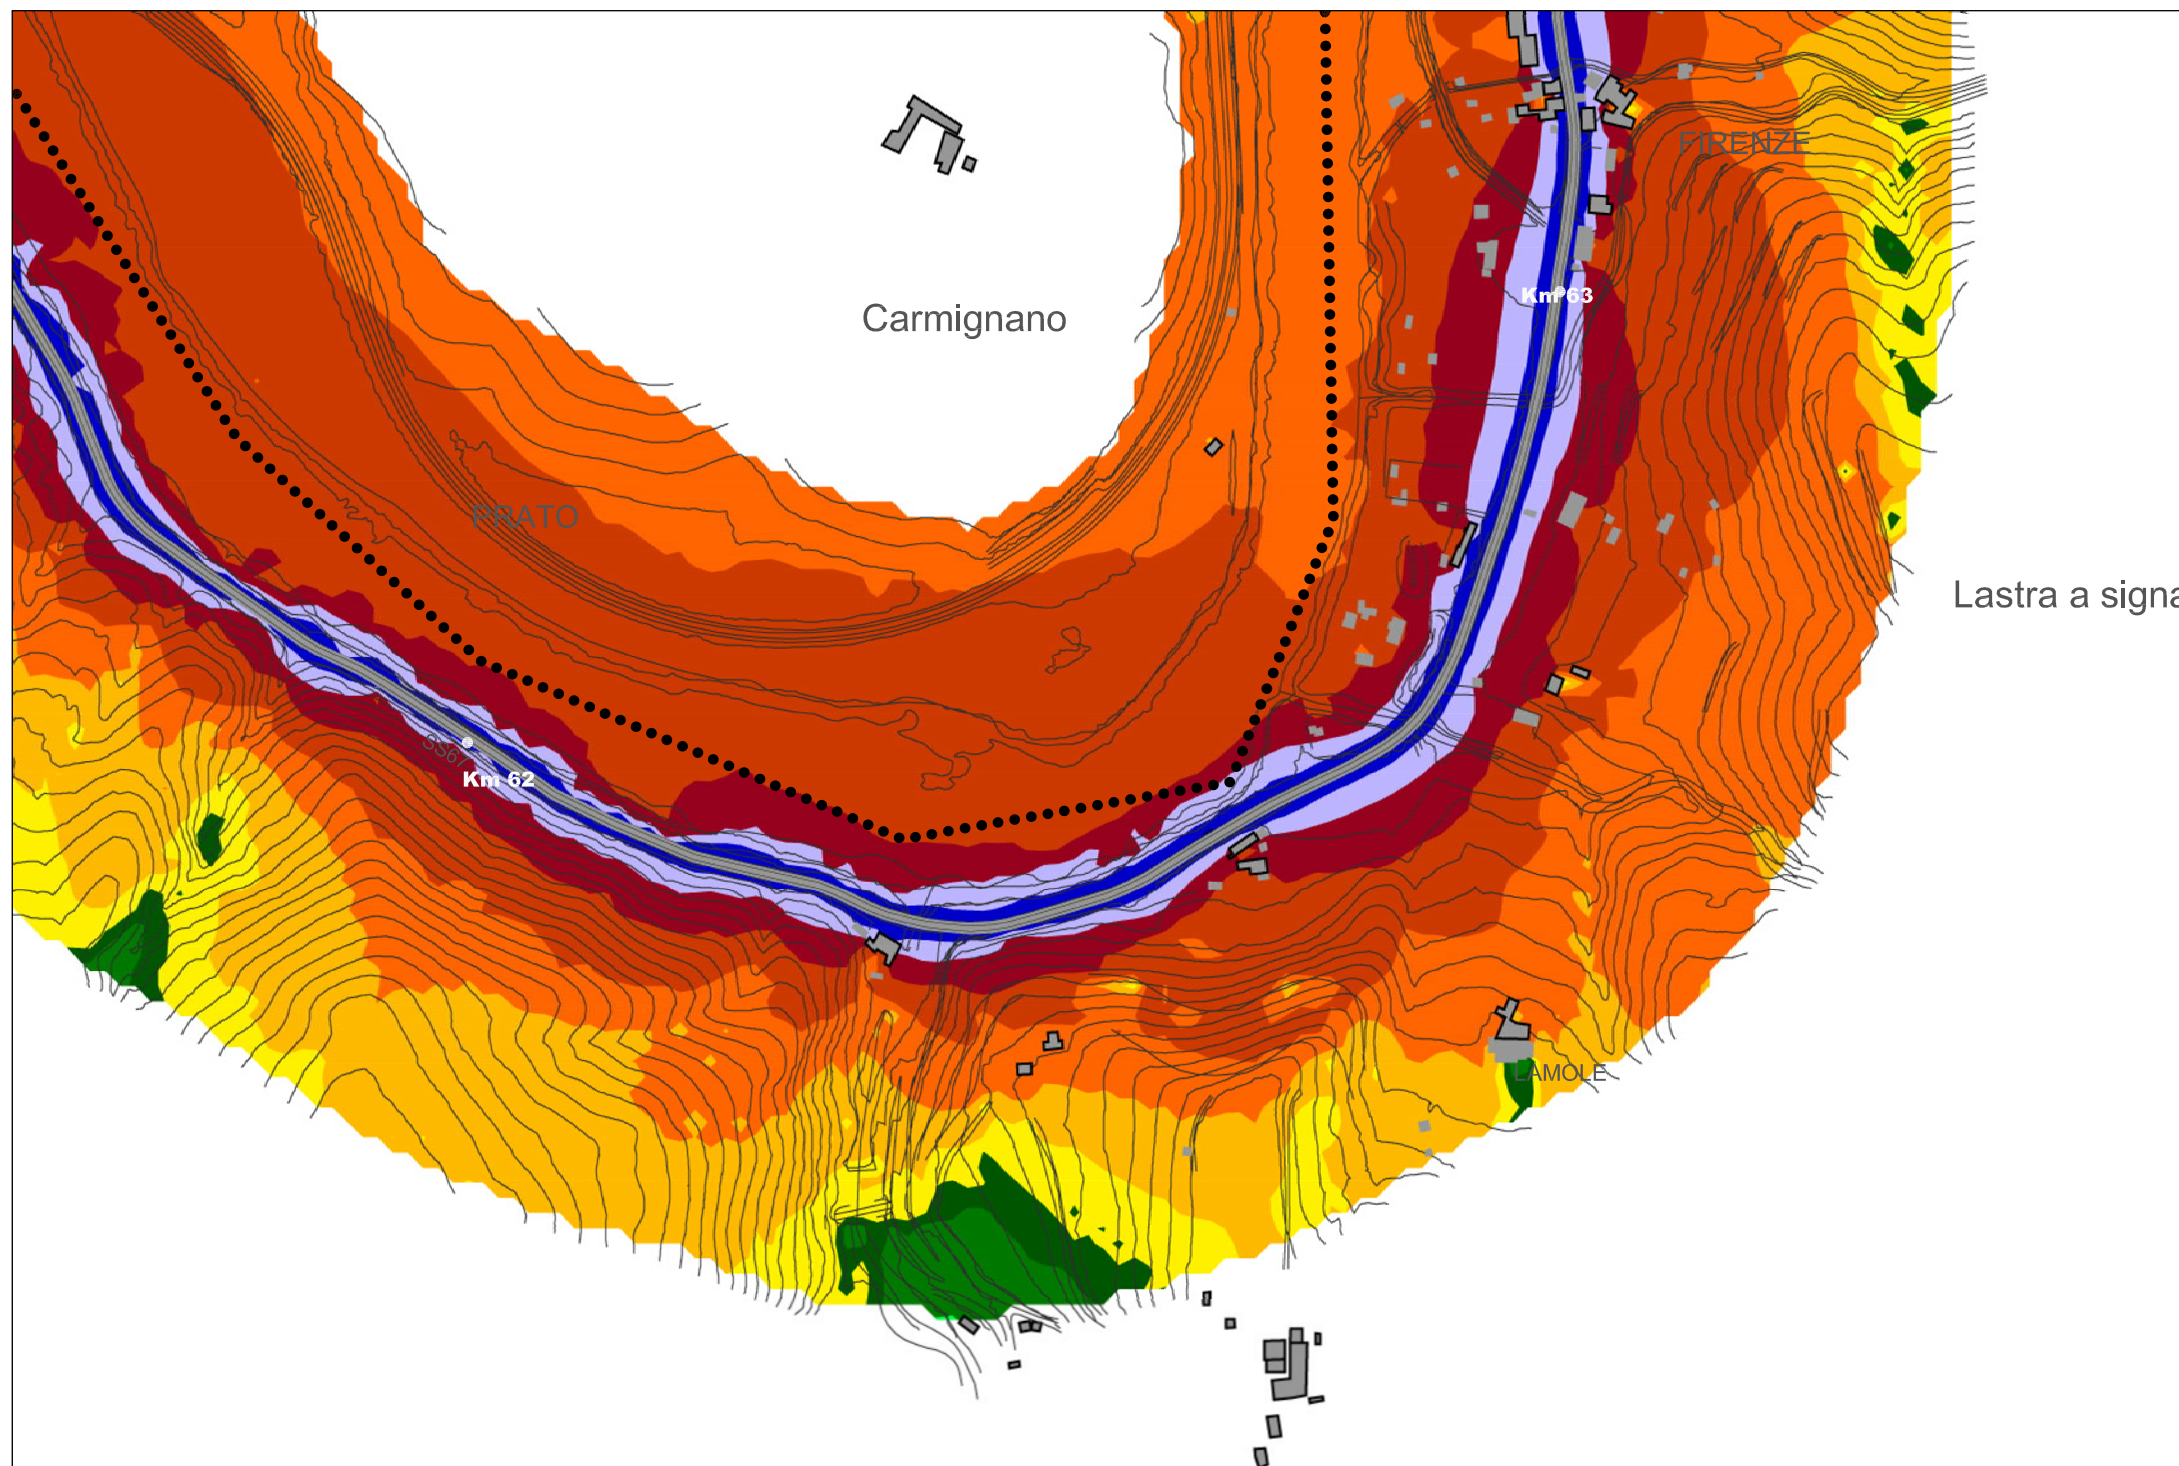 FIRENZE
Km 63
Carmignano
PRATO
Lastra a signa
SS67
Km 62
LAMOLE